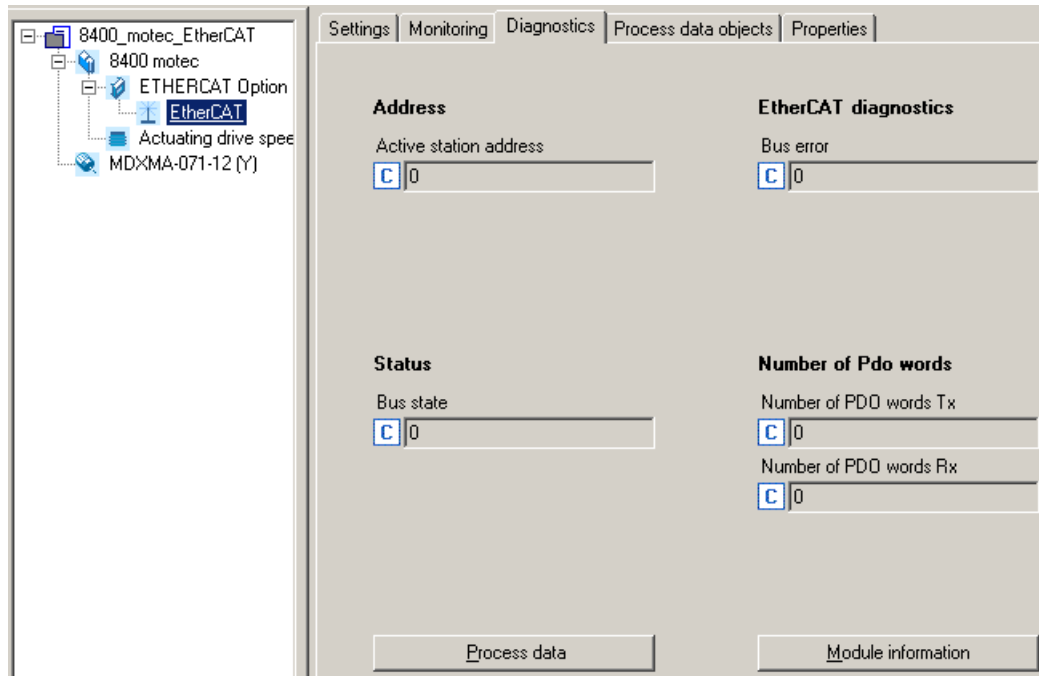 8400_motec_EtherCAT
8400 motec
ETHERCAT Option
EtherCAT
Actuating drive spee
MDXMA-071-12 (Y)
Settings Monitoring Diagnostics Process data objects Properties
Address
Active station address
C 0
EtherCAT diagnostics
Bus error
C 0
Status
Bus state
C 0
Number of Pdo words
Number of PDO words Tx
C 0
Number of PDO words Rx
C 0
Process data
Module information